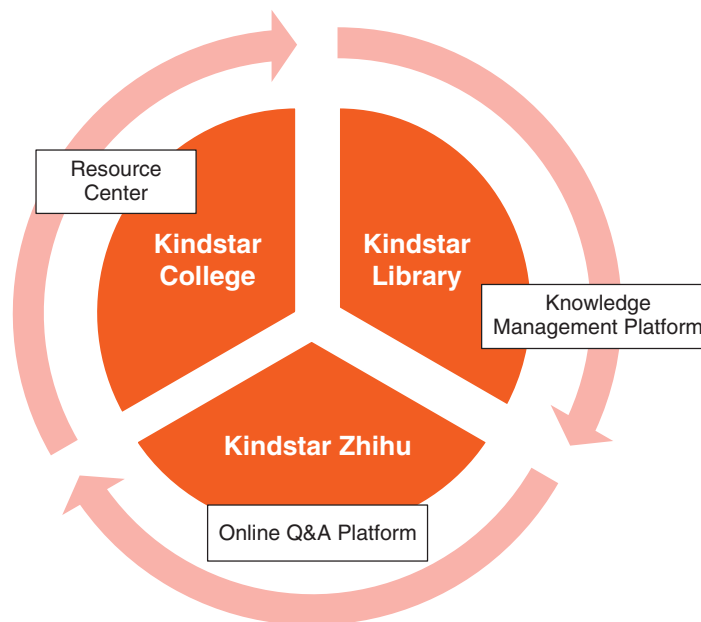 Resource
Center
Kindstar
College
Kindstar
Library
Knowledge
Management Platform
Kindstar Zhihu
Online Q&A Platform